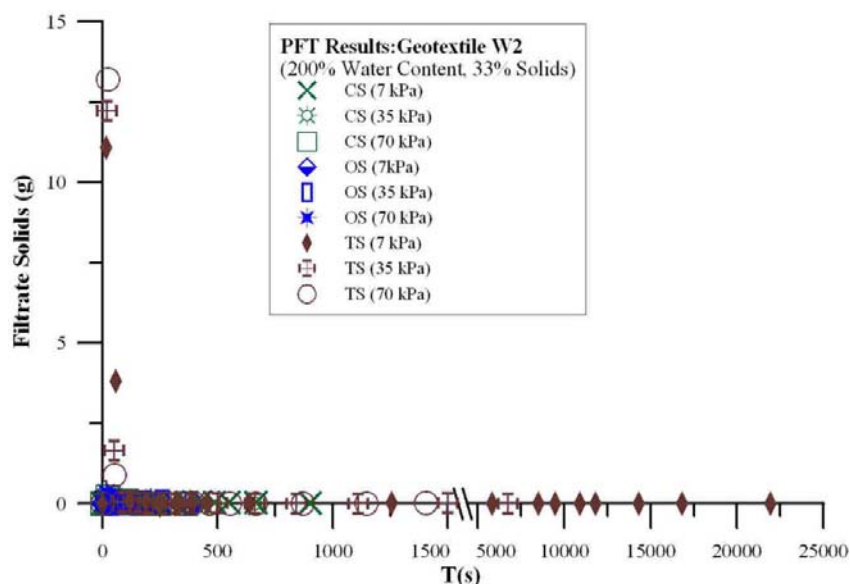 15
10
5
0
Filtrate Solids (g)
PFT Results:Geotextile W2
(200% Water Content, 33% Solids)
CS (7 kPa)
CS (35 kPa)
CS (70 kPa)
OS (7kPa)
OS (35 kPa)
OS (70 kPa)
TS (7 kPa)
TS (35 kPa)
TS (70 kPa)
0 500 1000 1500 5000 10000 15000 20000 25000
T(s)